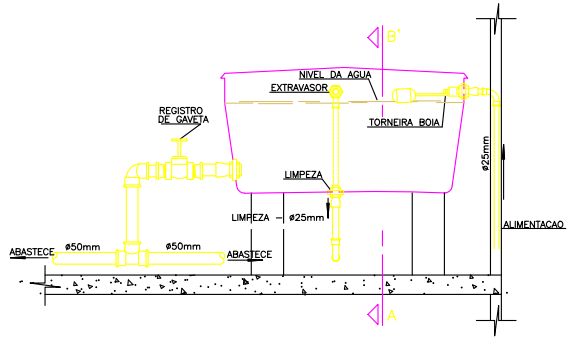 B'
NIVEL DA AGUA
EXTRAVASOR
REGISTRO
DE GAVETA
TORNEIRA BOIA
ø25mm
LIMPEZA
LIMPEZA - ø25mm
ALIMENTACAO
ABASTECE
ø50mm
ø50mm
ABASTECE
A